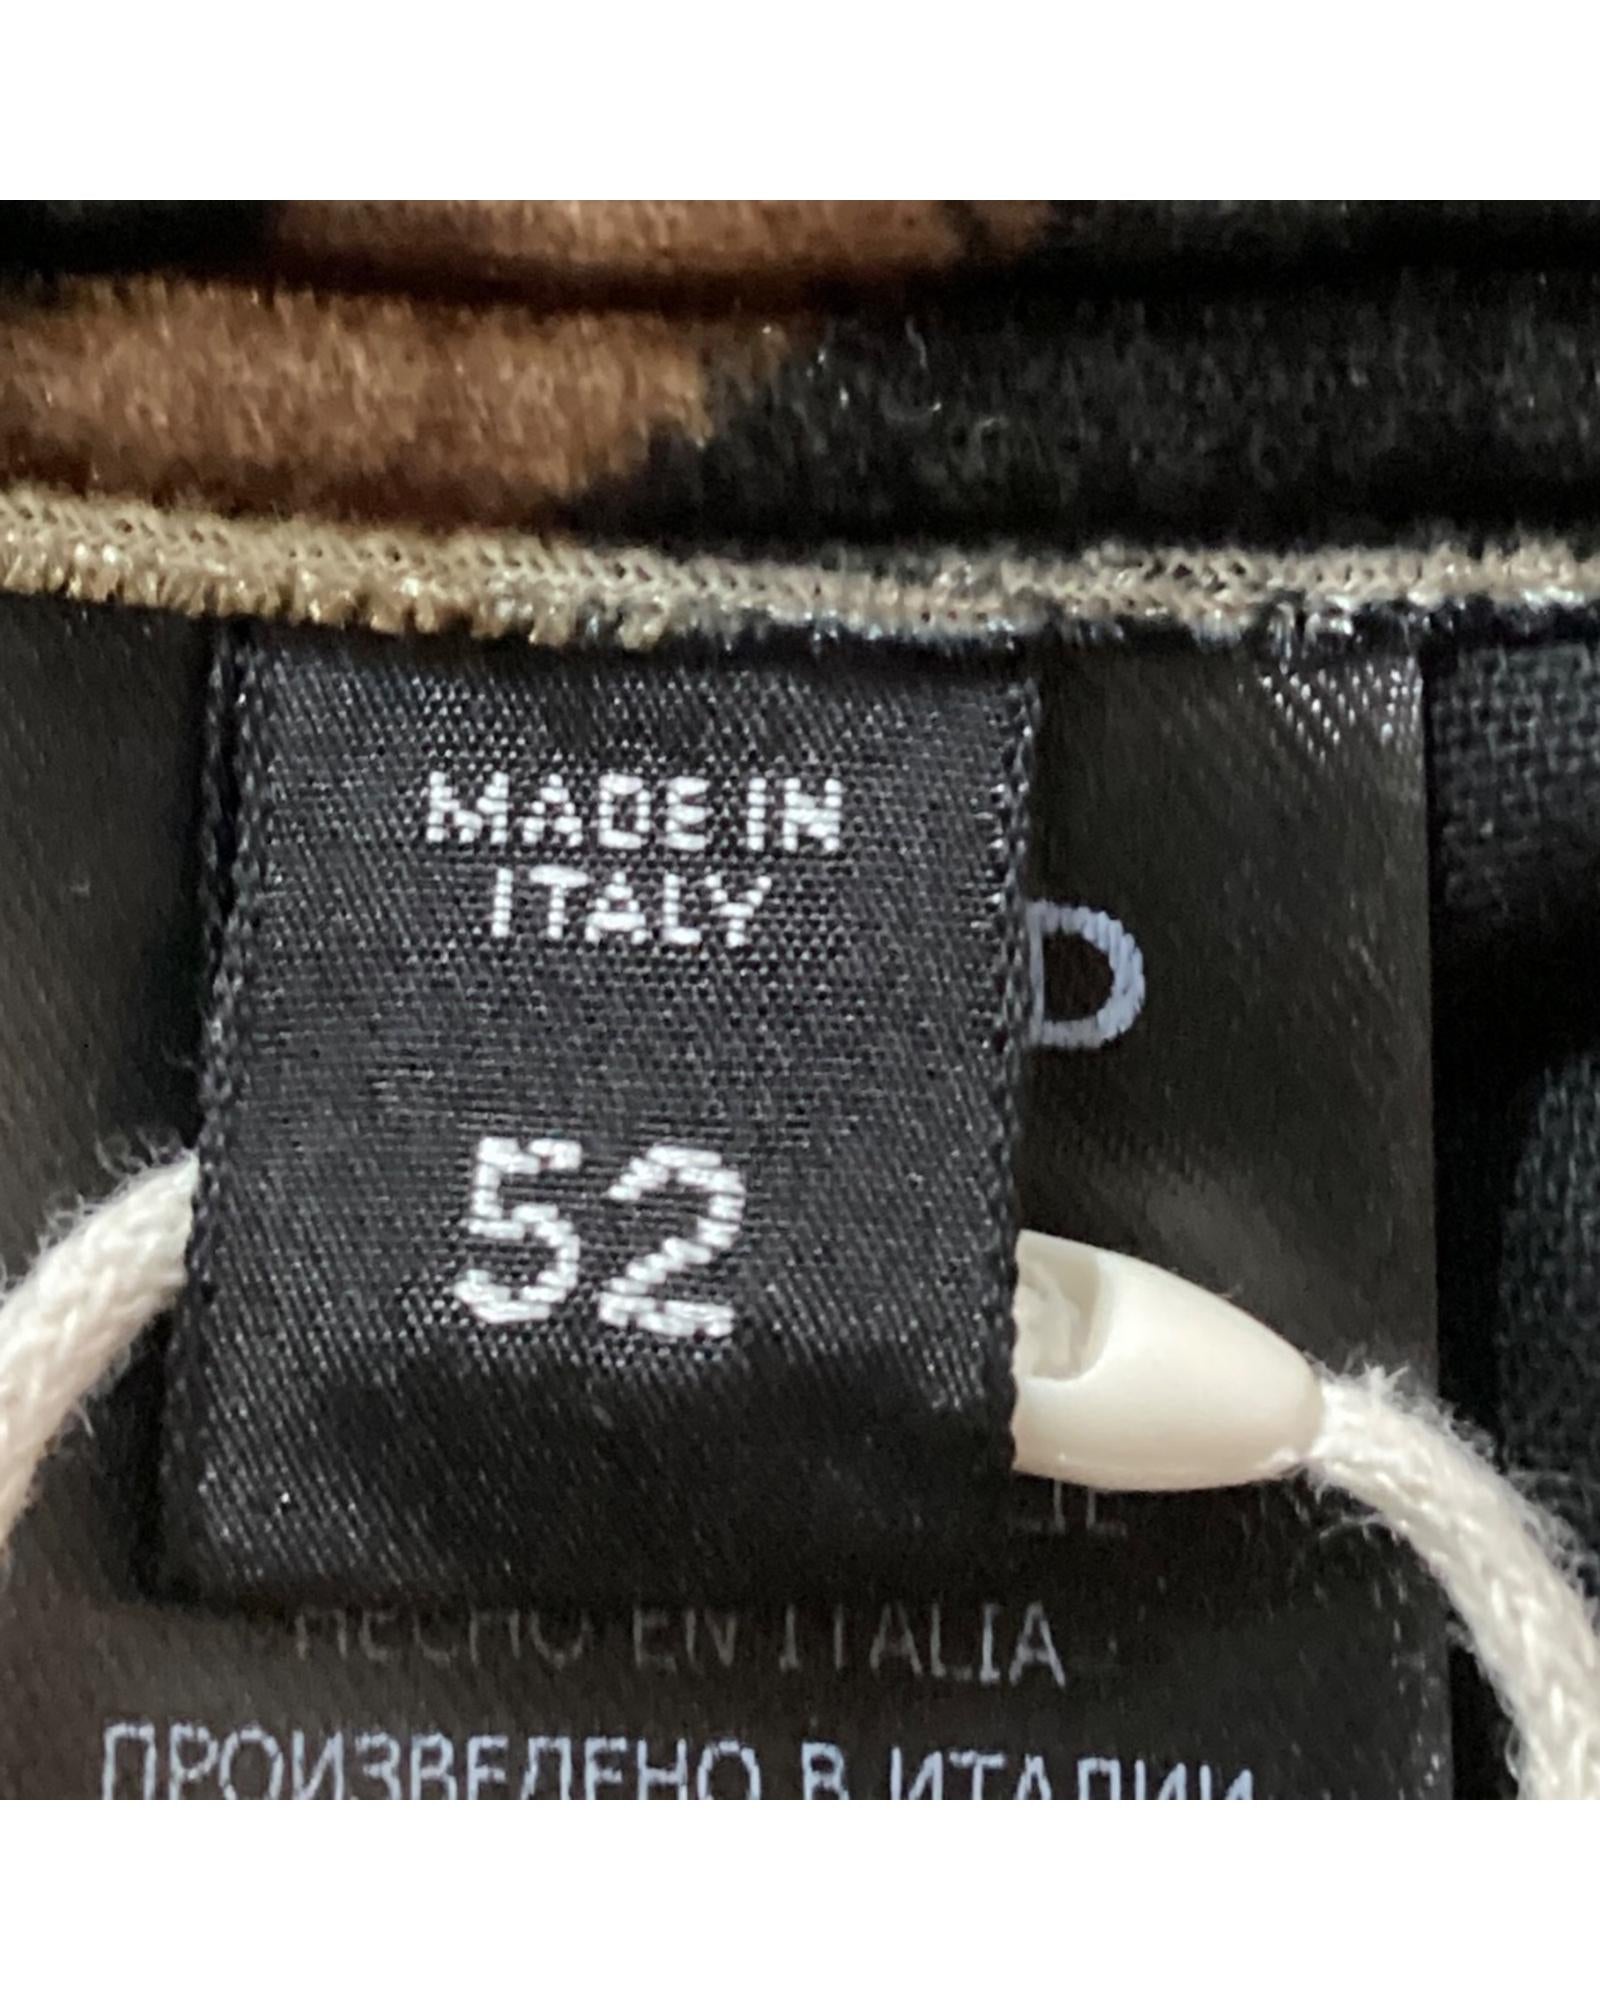 MADE IN
ITALY
D
52
HECHO EN ITALIA
ПРОИЗВЕДЕНО В ИТАЛИИ